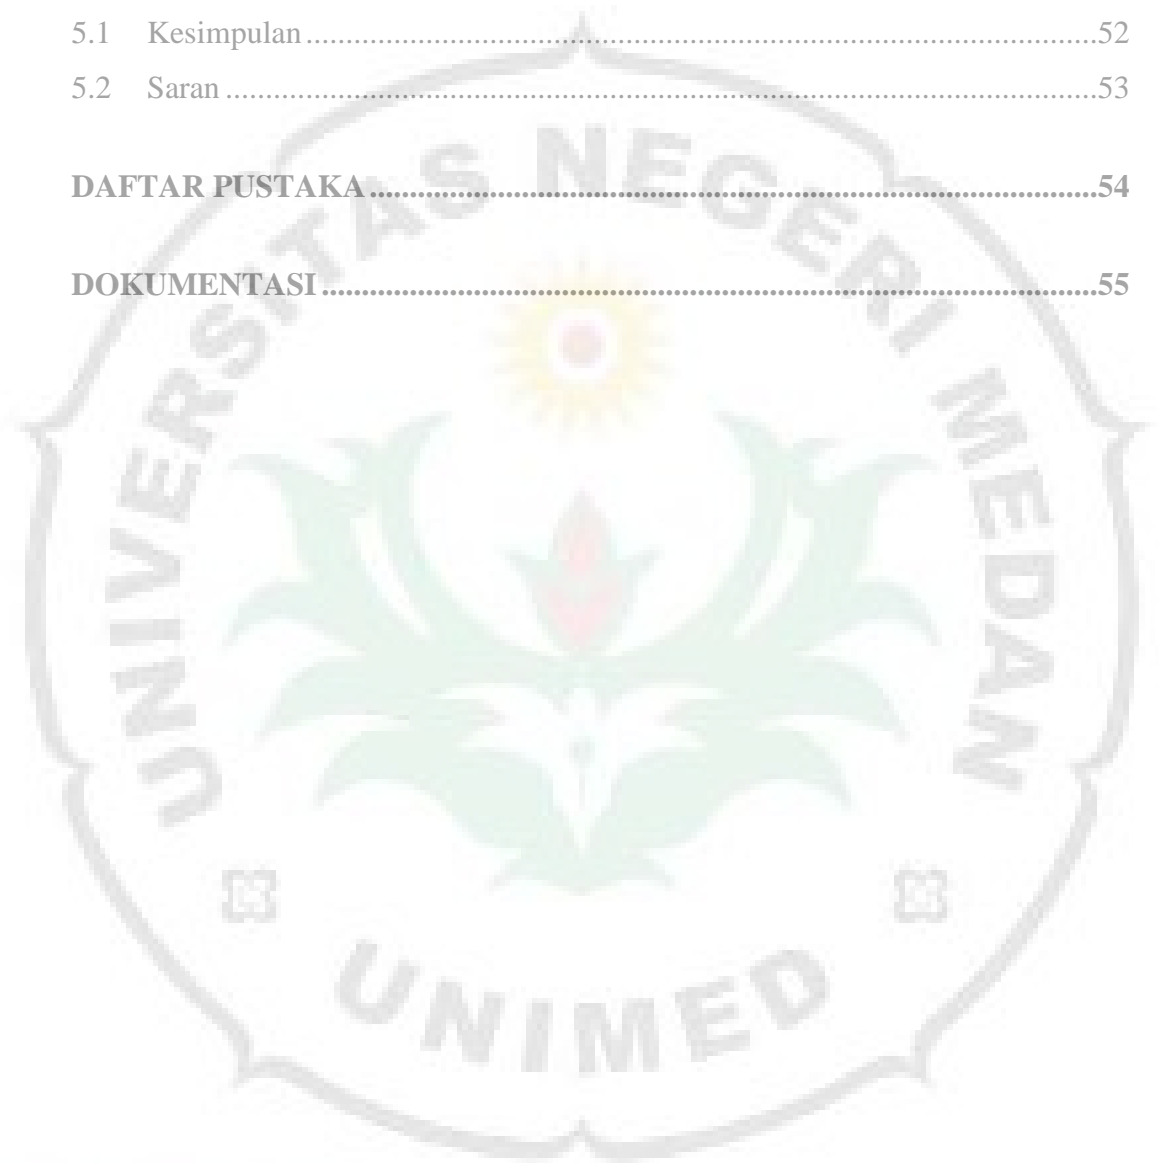 5.1 Kesimpulan ........................................................................................................52
5.2 Saran ..................................................................................................................53
DAFTAR PUSTAKA ..............................................................................................54
DOKUMENTASI ....................................................................................................55
UNIVERSITAS NEGERI MEDAN
UNIMED